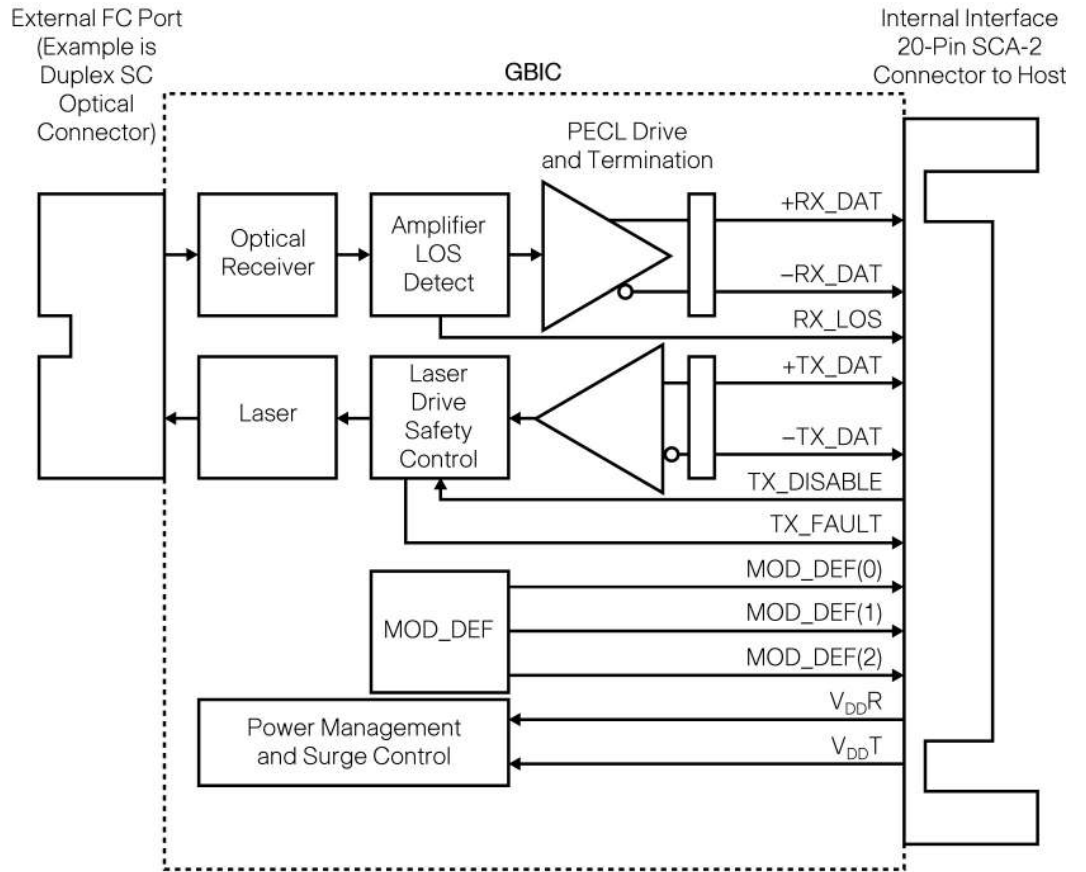 External FC Port
(Example is
Duplex SC
Optical
Connector)
GBIC
Internal Interface
20-Pin SCA-2
Connector to Host
PECL Drive
and Termination
Optical
Receiver
Amplifier
LOS
Detect
+RX_DAT
–RX_DAT
RX_LOS
Laser
Laser
Drive
Safety
Control
+TX_DAT
–TX_DAT
TX_DISABLE
TX_FAULT
MOD_DEF
MOD_DEF(0)
MOD_DEF(1)
MOD_DEF(2)
Power Management
and Surge Control
VDDR
VDDT